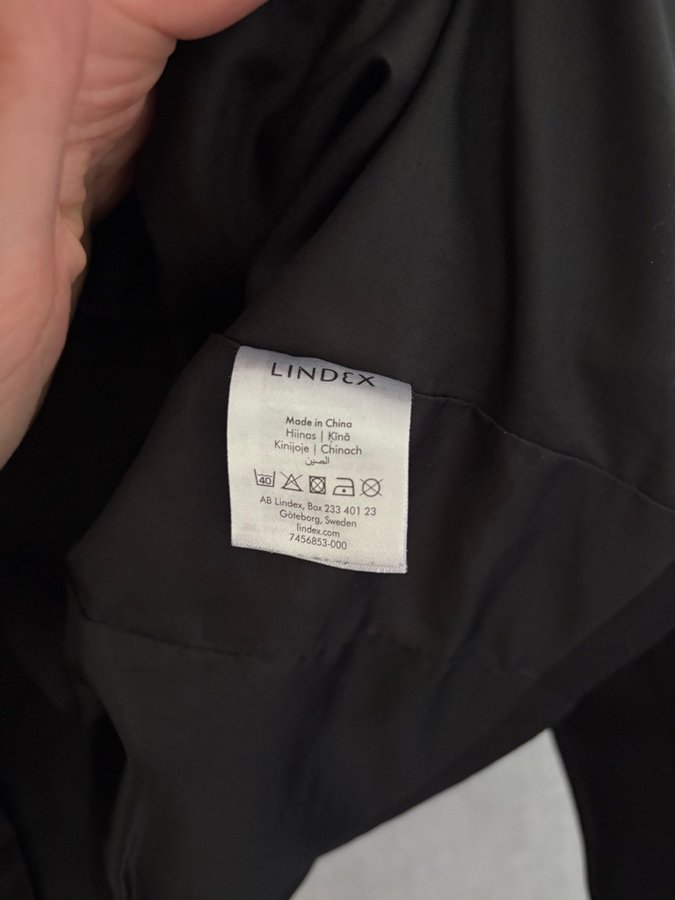 LINDEX
Made in China
Hiinas | Ķīnā
Kinijoje | Chinach
الصين
40
AB Lindex, Box 233 401 23
Göteborg, Sweden
lindex.com
7456853-000